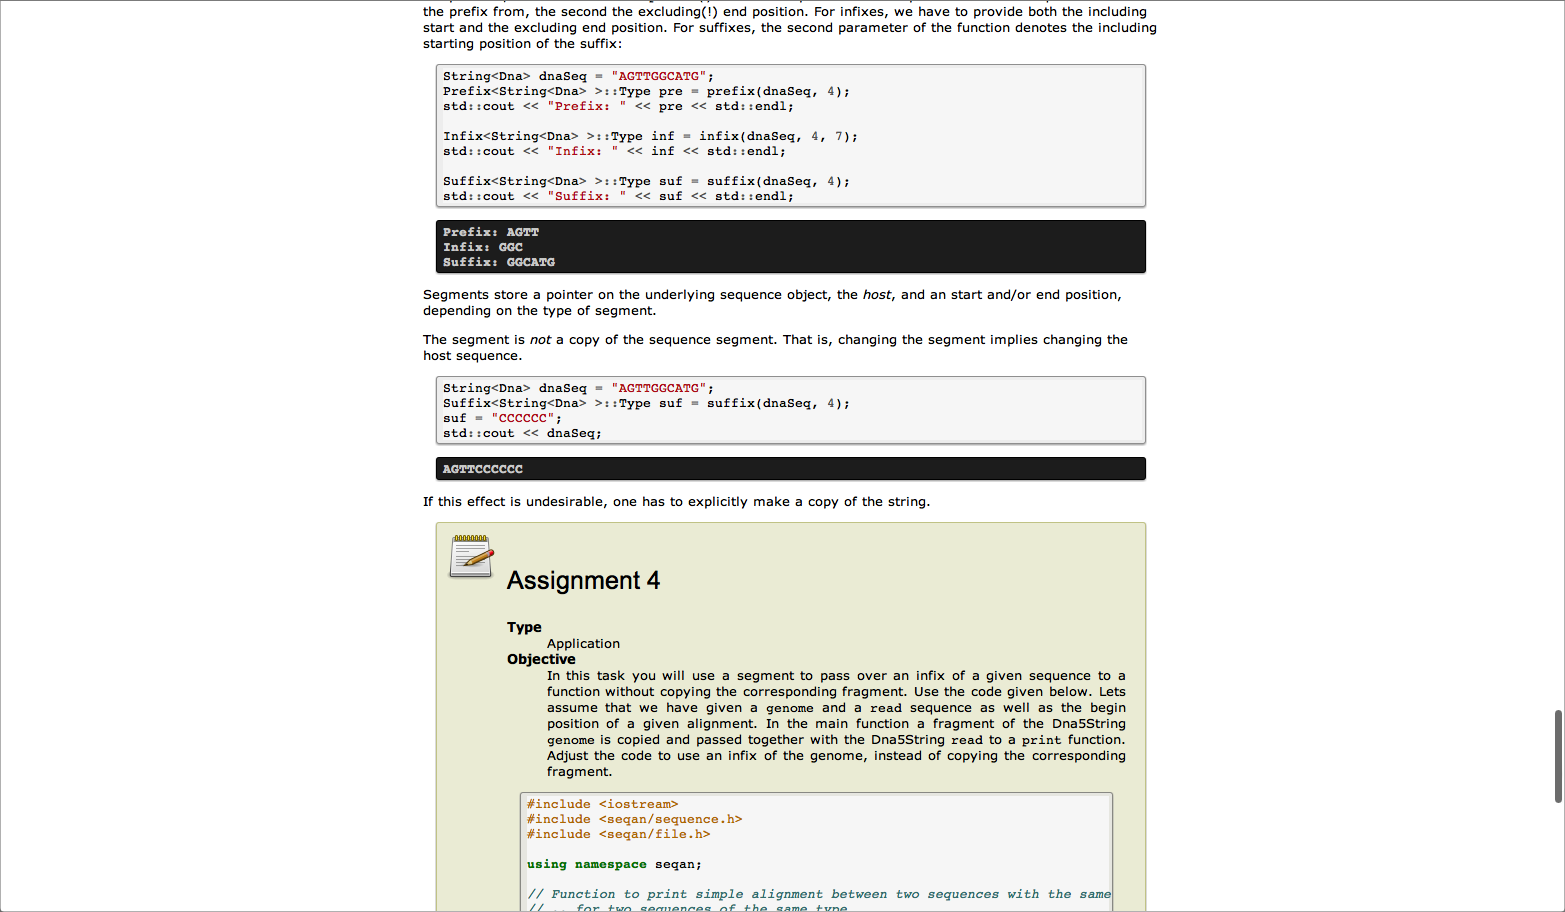 the prefix from, the second the excluding(!) end position. For infixes, we have to provide both the including
start and the excluding end position. For suffixes, the second parameter of the function denotes the including
starting position of the suffix:
String<Dna> dnaSeq = "AGTTGGCATG";
Prefix<String<Dna> >::Type pre = prefix(dnaSeq, 4);
std::cout << "Prefix: " << pre << std::endl;
Infix<String<Dna> >::Type inf = infix(dnaSeq, 4, 7);
std::cout << "Infix: " << inf << std::endl;
Suffix<String<Dna> >::Type suf = suffix(dnaSeq, 4);
std::cout << "Suffix: " << suf << std::endl;
Prefix: AGTT
Infix: GGC
Suffix: GGCATG
Segments store a pointer on the underlying sequence object, the host, and an start and/or end position,
depending on the type of segment.
The segment is not a copy of the sequence segment. That is, changing the segment implies changing the
host sequence.
String<Dna> dnaSeq = "AGTTGGCATG";
Suffix<String<Dna> >::Type suf = suffix(dnaSeq, 4);
suf = "CCCCCC";
std::cout << dnaSeq;
AGTTCCCCCC
If this effect is undesirable, one has to explicitly make a copy of the string.
Assignment 4
Type
Application
Objective
In this task you will use a segment to pass over an infix of a given sequence to a
function without copying the corresponding fragment. Use the code given below. Lets
assume that we have given a genome and a read sequence as well as the begin
position of a given alignment. In the main function a fragment of the Dna5String
genome is copied and passed together with the Dna5String read to a print function.
Adjust the code to use an infix of the genome, instead of copying the corresponding
fragment.
#include <iostream>
#include <seqan/sequence.h>
#include <seqan/file.h>
using namespace seqan;
// Function to print simple alignment between two sequences with the same
// .. for two sequences of the same type